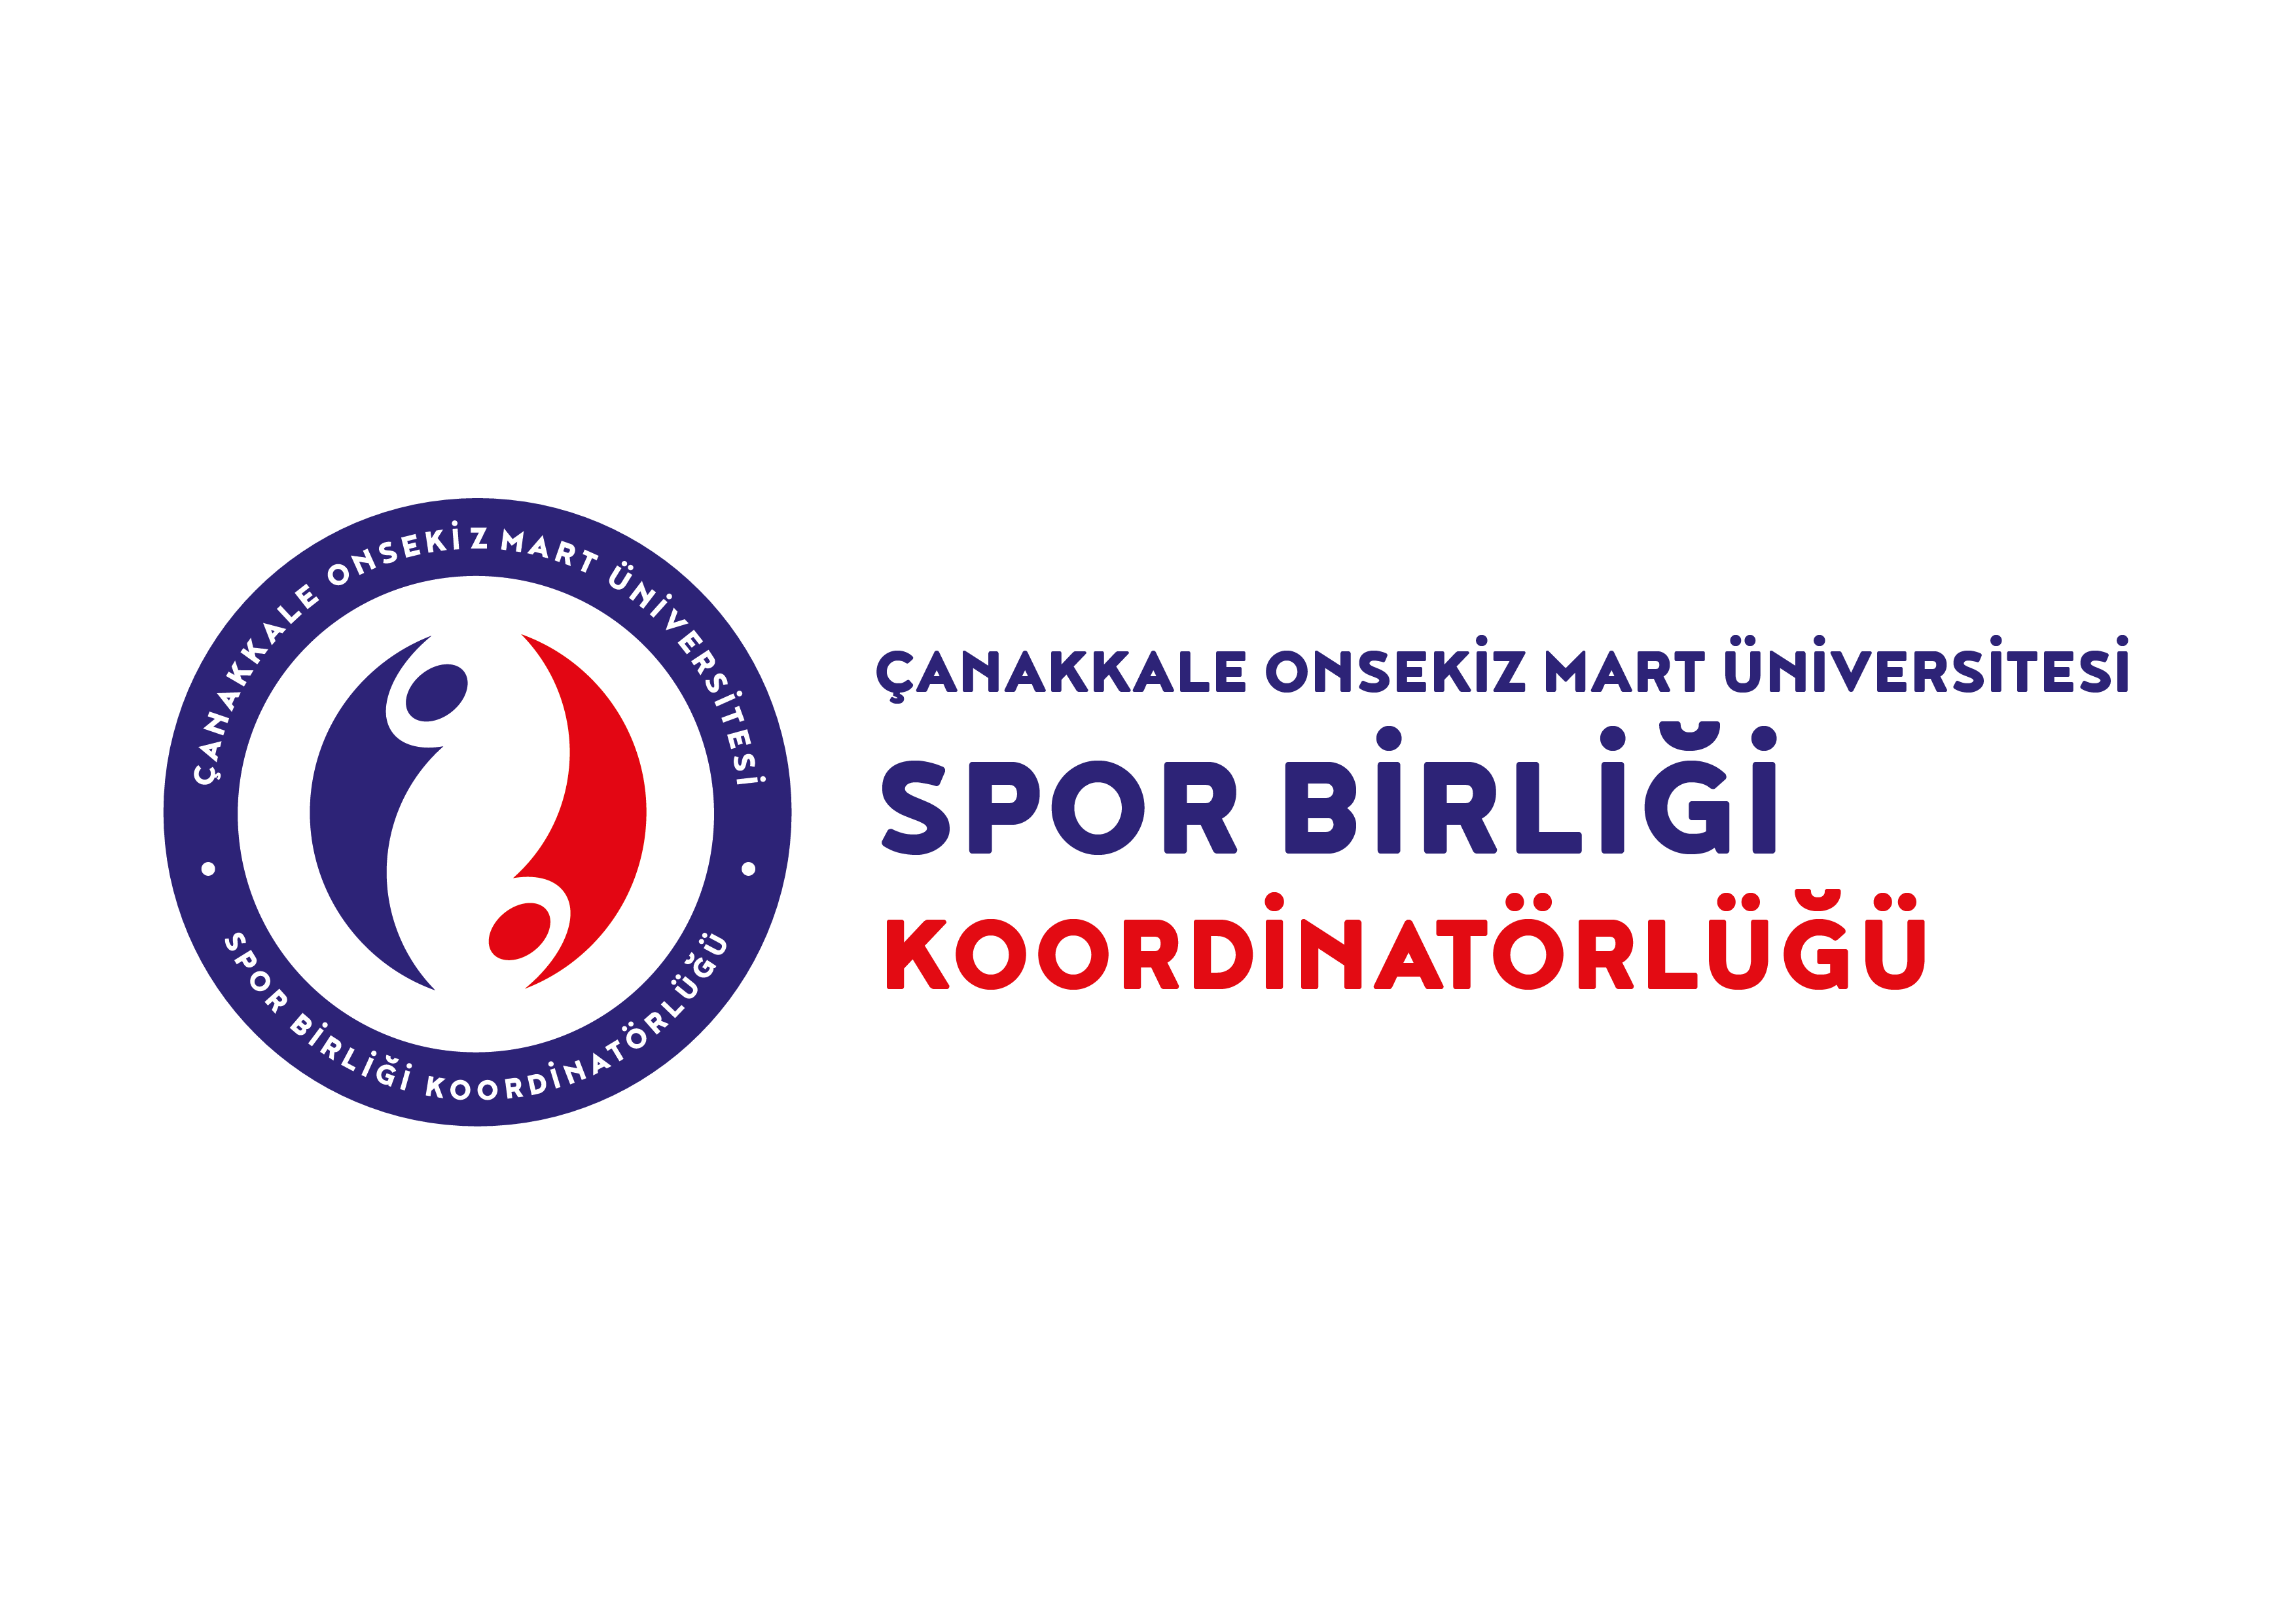 ÇANAKKALE ONSEKİZ MART ÜNİVERSİTESİ
SPOR BİRLİĞİ KOORDİNATÖRLÜĞÜ
ÇANAKKALE ONSEKİZ MART ÜNİVERSİTESİ
SPOR BİRLİĞİ
KOORDİNATÖRLÜĞÜ